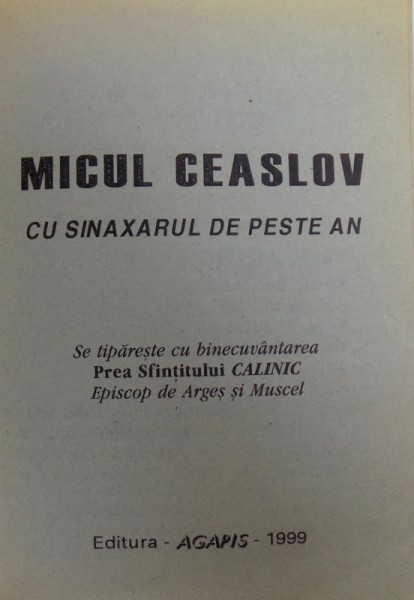 MICUL CEASLOV
CU SINAXARUL DE PESTE AN
Se tipărește cu binecuvântarea
Prea Sfințitului CALINIC
Episcop de Argeș și Muscel
Editura - AGAPIS - 1999